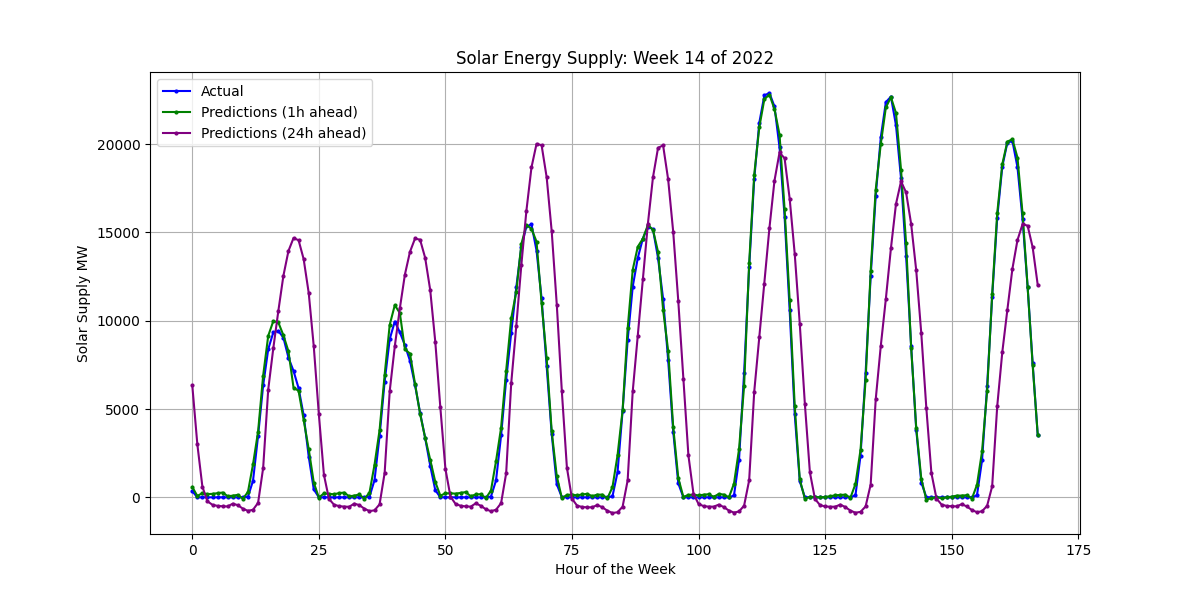 Solar Energy Supply: Week 14 of 2022
Actual
Predictions (1h ahead)
Predictions (24h ahead)
Solar Supply MW
20000
15000
10000
5000
0
0 25 50 75 100 125 150 175
Hour of the Week